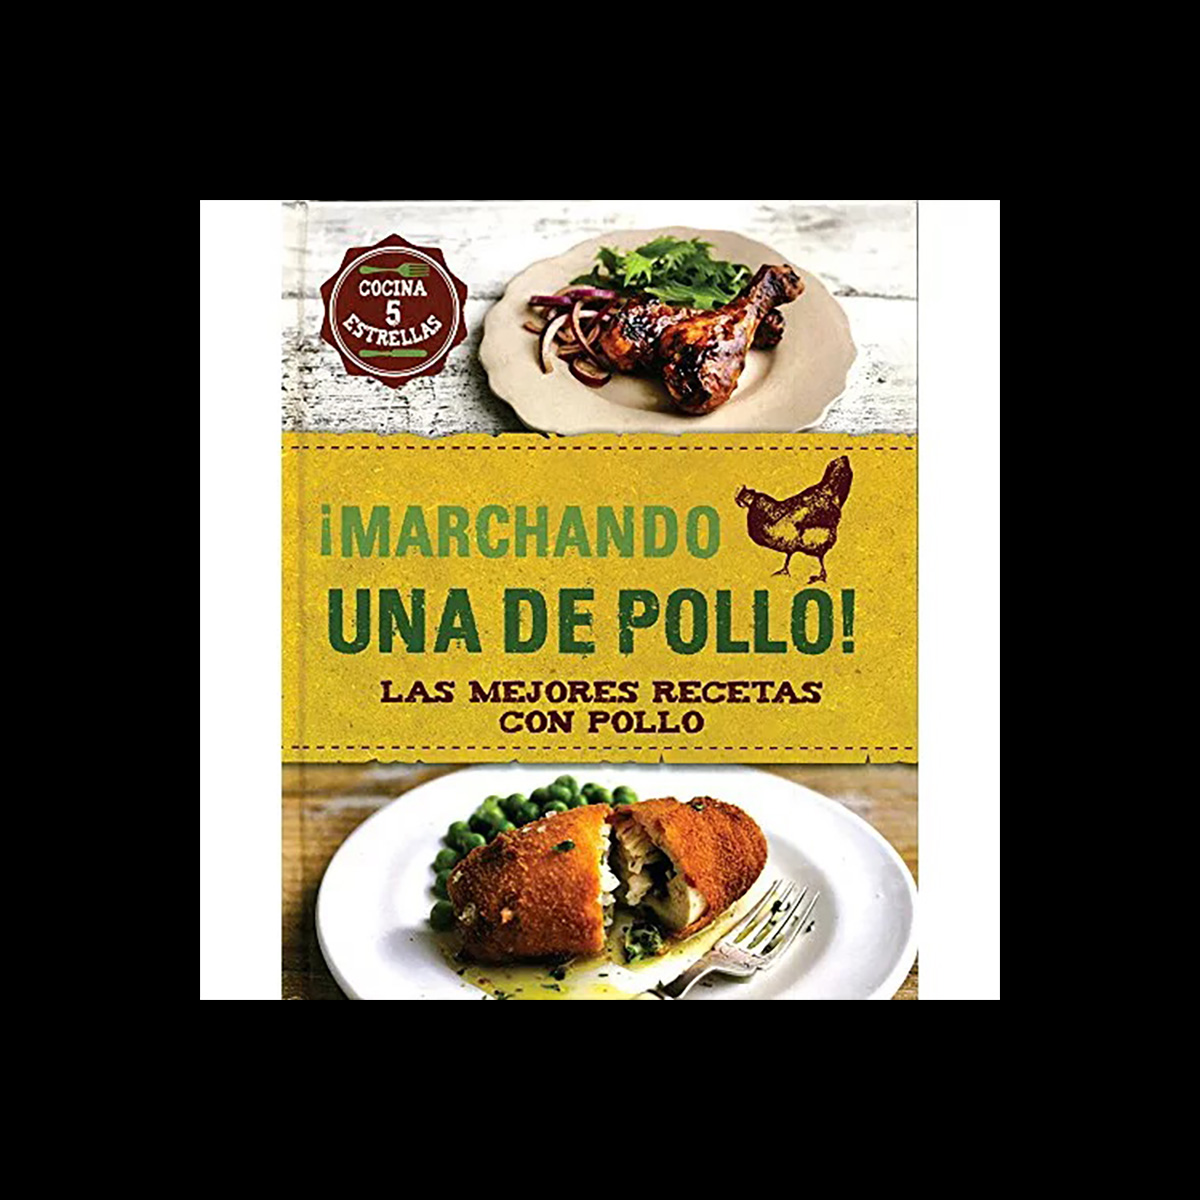 COCINA
5
ESTRELLAS
¡MARCHANDO
UNA DE POLLO!
LAS MEJORES RECETAS
CON POLLO